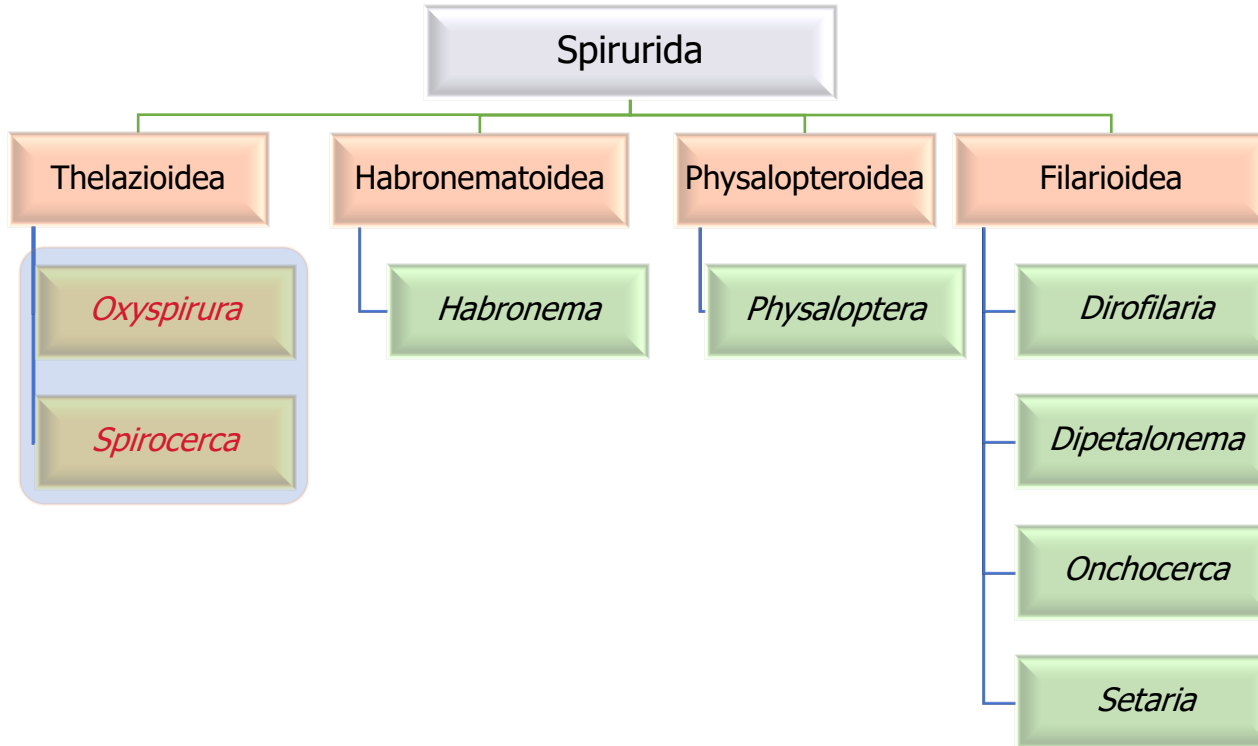 Spirurida
Thelazioidea
Habronematoidea
Physalopteroidea
Filarioidea
Oxyspirura
Habronema
Physaloptera
Dirofilaria
Spirocerca
Dipetalonema
Onchocerca
Setaria